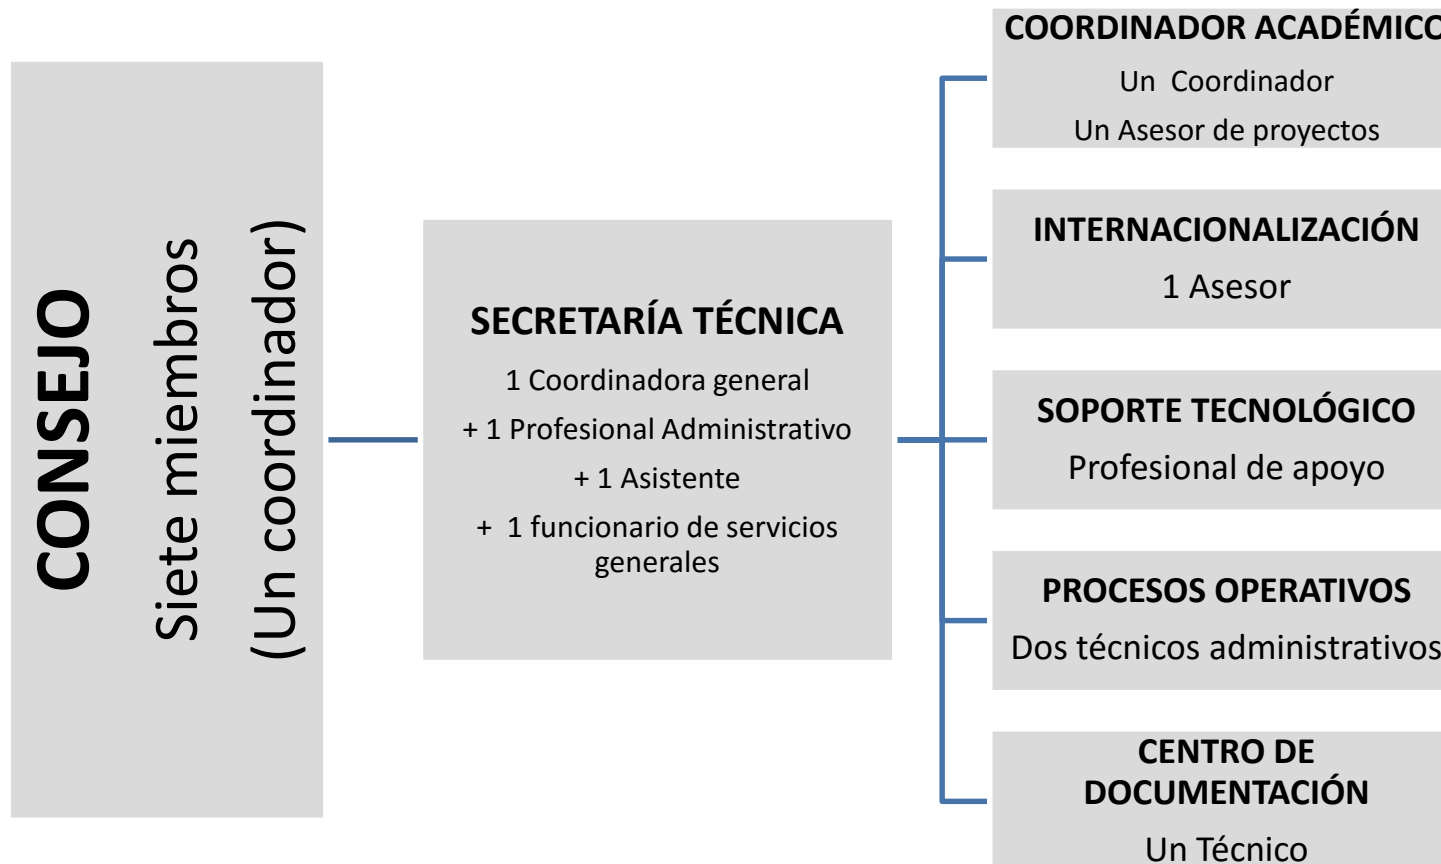 CONSEJO
Siete miembros
(Un coordinador)
SECRETARÍA TÉCNICA
1 Coordinadora general
+ 1 Profesional Administrativo
+ 1 Asistente
+ 1 funcionario de servicios
generales
COORDINADOR ACADÉMICO
Un Coordinador
Un Asesor de proyectos
INTERNACIONALIZACIÓN
1 Asesor
SOPORTE TECNOLÓGICO
Profesional de apoyo
PROCESOS OPERATIVOS
Dos técnicos administrativos
CENTRO DE
DOCUMENTACIÓN
Un Técnico